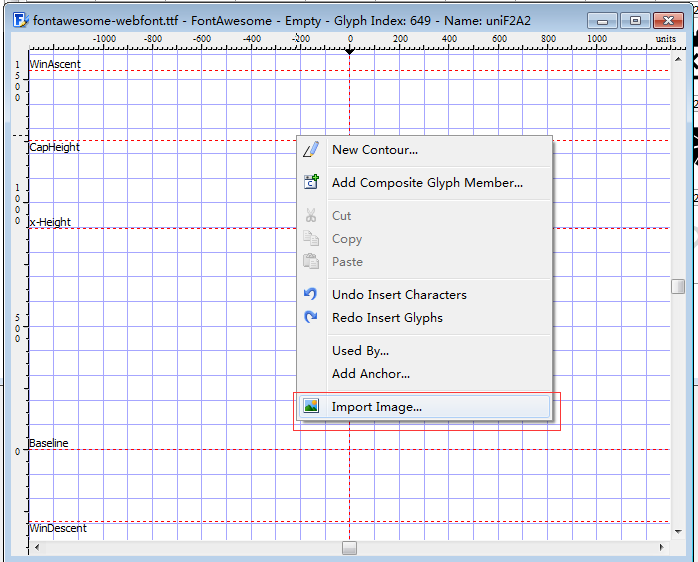 fontawesome-webfont.ttf - FontAwesome - Empty - Glyph Index: 649 - Name: uniF2A2
-1000 -800 -600 -400 -200 0 200 400 600 800 1000 units
WinAscent
1500
CapHeight
New Contour...
Add Composite Glyph Member...
1000
Cut
x-Height
Copy
Paste
Undo Insert Characters
Redo Insert Glyphs
500
Used By...
Add Anchor...
Import Image...
Baseline
0
WinDescent